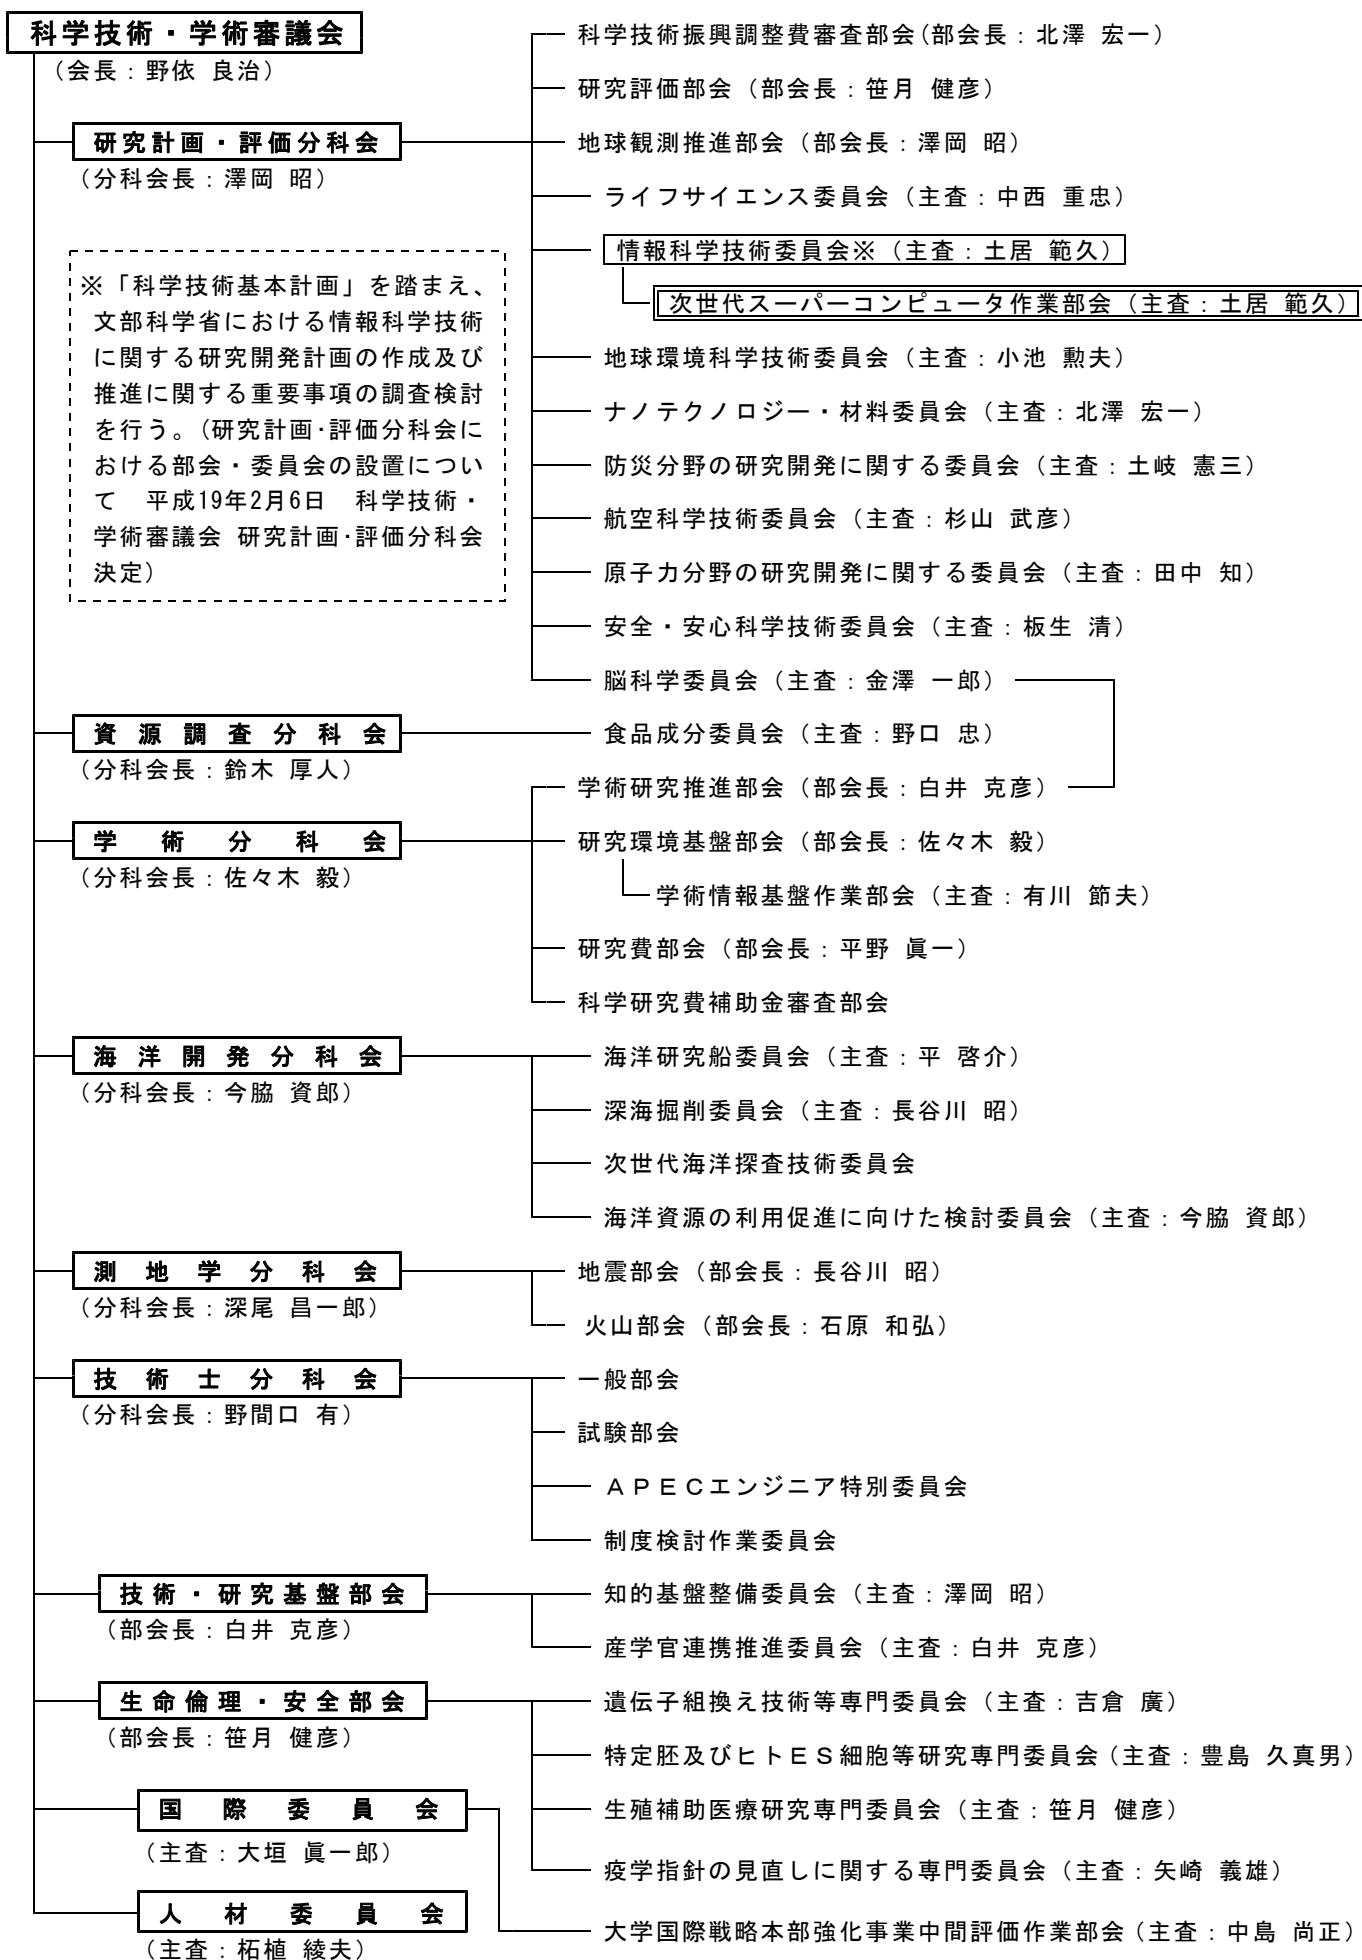 科学技術・学術審議会
（会長：野依 良治）
研究計画・評価分科会
（分科会長：澤岡 昭）
科学技術振興調整費審査部会（部会長：北澤 宏一）
研究評価部会（部会長：笹月 健彦）
地球観測推進部会（部会長：澤岡 昭）
ライフサイエンス委員会（主査：中西 重忠）
情報科学技術委員会※（主査：土居 範久）
次世代スーパーコンピュータ作業部会（主査：土居 範久）
地球環境科学技術委員会（主査：小池 勲夫）
ナノテクノロジー・材料委員会（主査：北澤 宏一）
防災分野の研究開発に関する委員会（主査：土岐 憲三）
航空科学技術委員会（主査：杉山 武彦）
原子力分野の研究開発に関する委員会（主査：田中 知）
安全・安心科学技術委員会（主査：板生 清）
脳科学委員会（主査：金澤 一郎）
※「科学技術基本計画」を踏まえ、
文部科学省における情報科学技術
に関する研究開発計画の作成及び
推進に関する重要事項の調査検討
を行う。（研究計画・評価分科会に
おける部会・委員会の設置につい
て　平成19年2月6日　科学技術・
学術審議会 研究計画・評価分科会
決定）
資源調査分科会
（分科会長：鈴木 厚人）
食品成分委員会（主査：野口 忠）
学術分科会
（分科会長：佐々木 毅）
学術研究推進部会（部会長：白井 克彦）
研究環境基盤部会（部会長：佐々木 毅）
学術情報基盤作業部会（主査：有川 節夫）
研究費部会（部会長：平野 眞一）
科学研究費補助金審査部会
海洋開発分科会
（分科会長：今脇 資郎）
海洋研究船委員会（主査：平 啓介）
深海掘削委員会（主査：長谷川 昭）
次世代海洋探査技術委員会
海洋資源の利用促進に向けた検討委員会（主査：今脇 資郎）
測地学分科会
（分科会長：深尾 昌一郎）
地震部会（部会長：長谷川 昭）
火山部会（部会長：石原 和弘）
技術士分科会
（分科会長：野間口 有）
一般部会
試験部会
ＡＰＥＣエンジニア特別委員会
制度検討作業委員会
技術・研究基盤部会
（部会長：白井 克彦）
知的基盤整備委員会（主査：澤岡 昭）
産学官連携推進委員会（主査：白井 克彦）
生命倫理・安全部会
（部会長：笹月 健彦）
遺伝子組換え技術等専門委員会（主査：吉倉 廣）
特定胚及びヒトＥＳ細胞等研究専門委員会（主査：豊島 久真男）
生殖補助医療研究専門委員会（主査：笹月 健彦）
疫学指針の見直しに関する専門委員会（主査：矢崎 義雄）
国際委員会
（主査：大垣 眞一郎）
大学国際戦略本部強化事業中間評価作業部会（主査：中島 尚正）
人材委員会
（主査：柘植 綾夫）